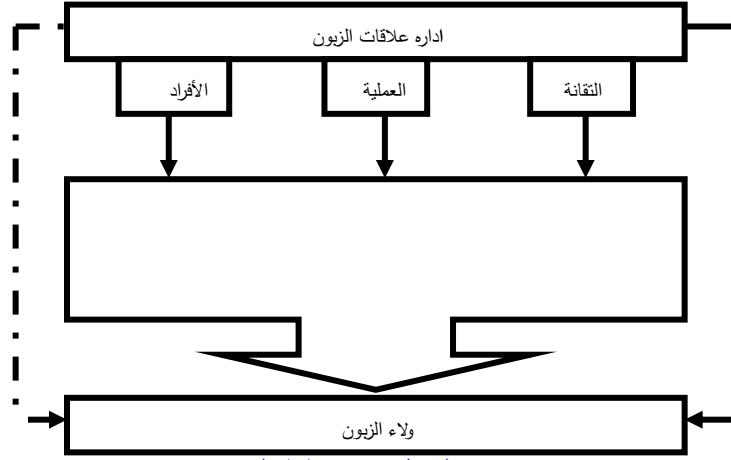 اداره علاقات الزبون
التقانة
العملية
الأفراد
ولاء الزبون